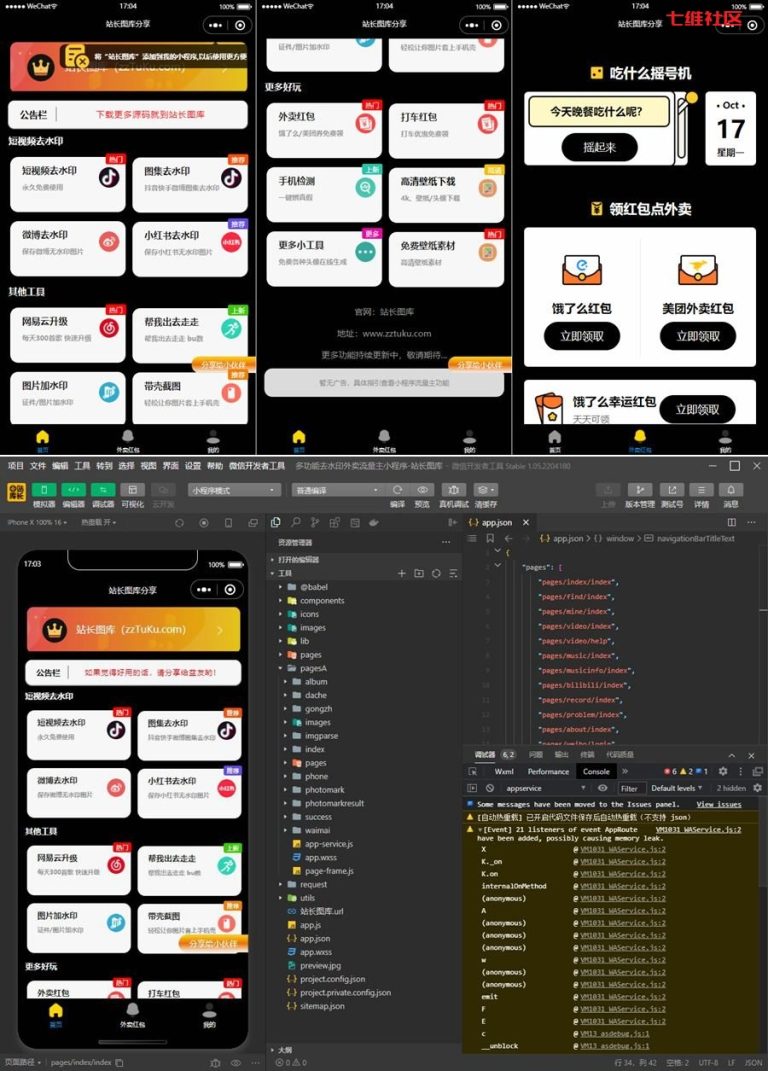 WeChat
17:04
站长图库分享
将“站长图库”添加到我的小程序,以后使用更方便
站长图库（zzTuKu.com）
公告栏
下载更多源码就到站长图库
短视频去水印
短视频去水印
永久免费使用
热门
图集去水印
抖音快手微博图集去水印
推荐
微博去水印
保存微博无水印图片
小红书去水印
保存小红书无水印图片
推荐
小红书
其他工具
网易云升级
每天300首歌 快速升级
热门
帮我出去走走
帮我出去走走 bu数
上新
分享给小伙伴
图片加水印
证件/图片加水印
带壳截图
轻松让你图片套上手机壳
推荐
首页
外卖红包
我的
WeChat
17:04
站长图库分享
证件/图片加水印
轻松让你图片套上手机壳
更多好玩
外卖红包
饿了么/美团券免费领
热门
打车红包
打车优惠免费领
热门
手机检测
一键测真假
上新
高清壁纸下载
4k、壁纸/头像下载
更多小工具
免费各种头像在线生成
更多
免费壁纸素材
高清壁纸素材
热门
官网：站长图库
地址：www.zztuku.com
更多功能持续更新中，敬请期待...
分享给小伙伴
暂无广告，具体指引查看小程序流量主功能
首页
外卖红包
我的
WeChat
17:04
站长图库分享
七维社区
吃什么摇号机
今天晚餐吃什么呢?
摇起来
• Oct •
17
星期一
领红包点外卖
饿了么红包
立即领取
美团外卖红包
立即领取
饿了么幸运红包
天天可领
立即领取
首页
外卖红包
我的
项目 文件 编辑 工具 转到 选择 视图 界面 设置 帮助 微信开发者工具
多功能去水印外卖流量主小程序-站长图库 - 微信开发者工具 Stable 1.05.2204180
站长图库
模拟器
编辑器
调试器
可视化
云开发
小程序模式
普通编译
编译
预览
真机调试
清缓存
上传
版本管理
测试号
详情
消息
iPhone X 100% 16
热重载 开
17:03
站长图库分享
站长图库（zzTuKu.com）
公告栏
如果觉得好用的话，请分享给盆友哟！
短视频去水印
短视频去水印
永久免费使用
热门
图集去水印
抖音快手微博图集去水印
推荐
微博去水印
保存微博无水印图片
小红书去水印
保存小红书无水印图片
推荐
小红书
其他工具
网易云升级
每天300首歌 快速升级
热门
帮我出去走走
帮我出去走走 bu数
上新
图片加水印
证件/图片加水印
带壳截图
轻松让你图片套上手机壳
推荐
分享给小伙伴
更多好玩
外卖红包
热门
打车红包
热门
首页
外卖红包
我的
页面路径
pages/index/index
资源管理器
打开的编辑器
工具
@babel
components
icons
images
lib
pages
pagesA
album
dache
gongzh
images
imgparse
index
pages
phone
photomark
photomarkresult
success
waimai
app-service.js
app.wxss
page-frame.js
request
utils
站长图库.url
app.js
app.json
app.wxss
preview.jpg
project.config.json
project.private.config.json
sitemap.json
大纲
0
0
app.json
app.json
window
navigationBarTitleText
{
"pages": [
"pages/index/index",
"pages/find/index",
"pages/mine/index",
"pages/video/index",
"pages/video/help",
"pages/music/index",
"pages/musicinfo/index",
"pages/bilibili/index",
"pages/record/index",
"pages/problem/index",
"pages/about/index",
"pages/weibo/login"
调试器
6, 2
问题
输出
终端
代码质量
Wxml
Performance
Console
6
2
1
appservice
Filter
Default levels
2 hidden
Some messages have been moved to the Issues panel.
View issues
[自动热重载] 已开启代码文件保存后自动热重载（不支持 json）
[Event] 21 listeners of event AppRoute have been added, possibly causing memory leak.
VM1031 WAService.js:2
X @ VM1031 WAService.js:2
K._on @ VM1031 WAService.js:2
K.on @ VM1031 WAService.js:2
internalOnMethod @ VM1031 WAService.js:2
(anonymous) @ VM1031 WAService.js:2
A @ VM1031 WAService.js:2
(anonymous) @ VM1031 WAService.js:2
(anonymous) @ VM1031 WAService.js:2
(anonymous) @ VM1031 WAService.js:2
w @ VM1031 WAService.js:2
(anonymous) @ VM1031 WAService.js:2
(anonymous) @ VM1031 WAService.js:2
emit @ VM1031 WAService.js:2
F @ VM1031 WAService.js:2
E @ VM1031 WAService.js:2
c @ VM13 asdebug.js:1
__unblock @ VM13 asdebug.js:1
行 34，列 42
空格: 2
UTF-8
LF
JSON